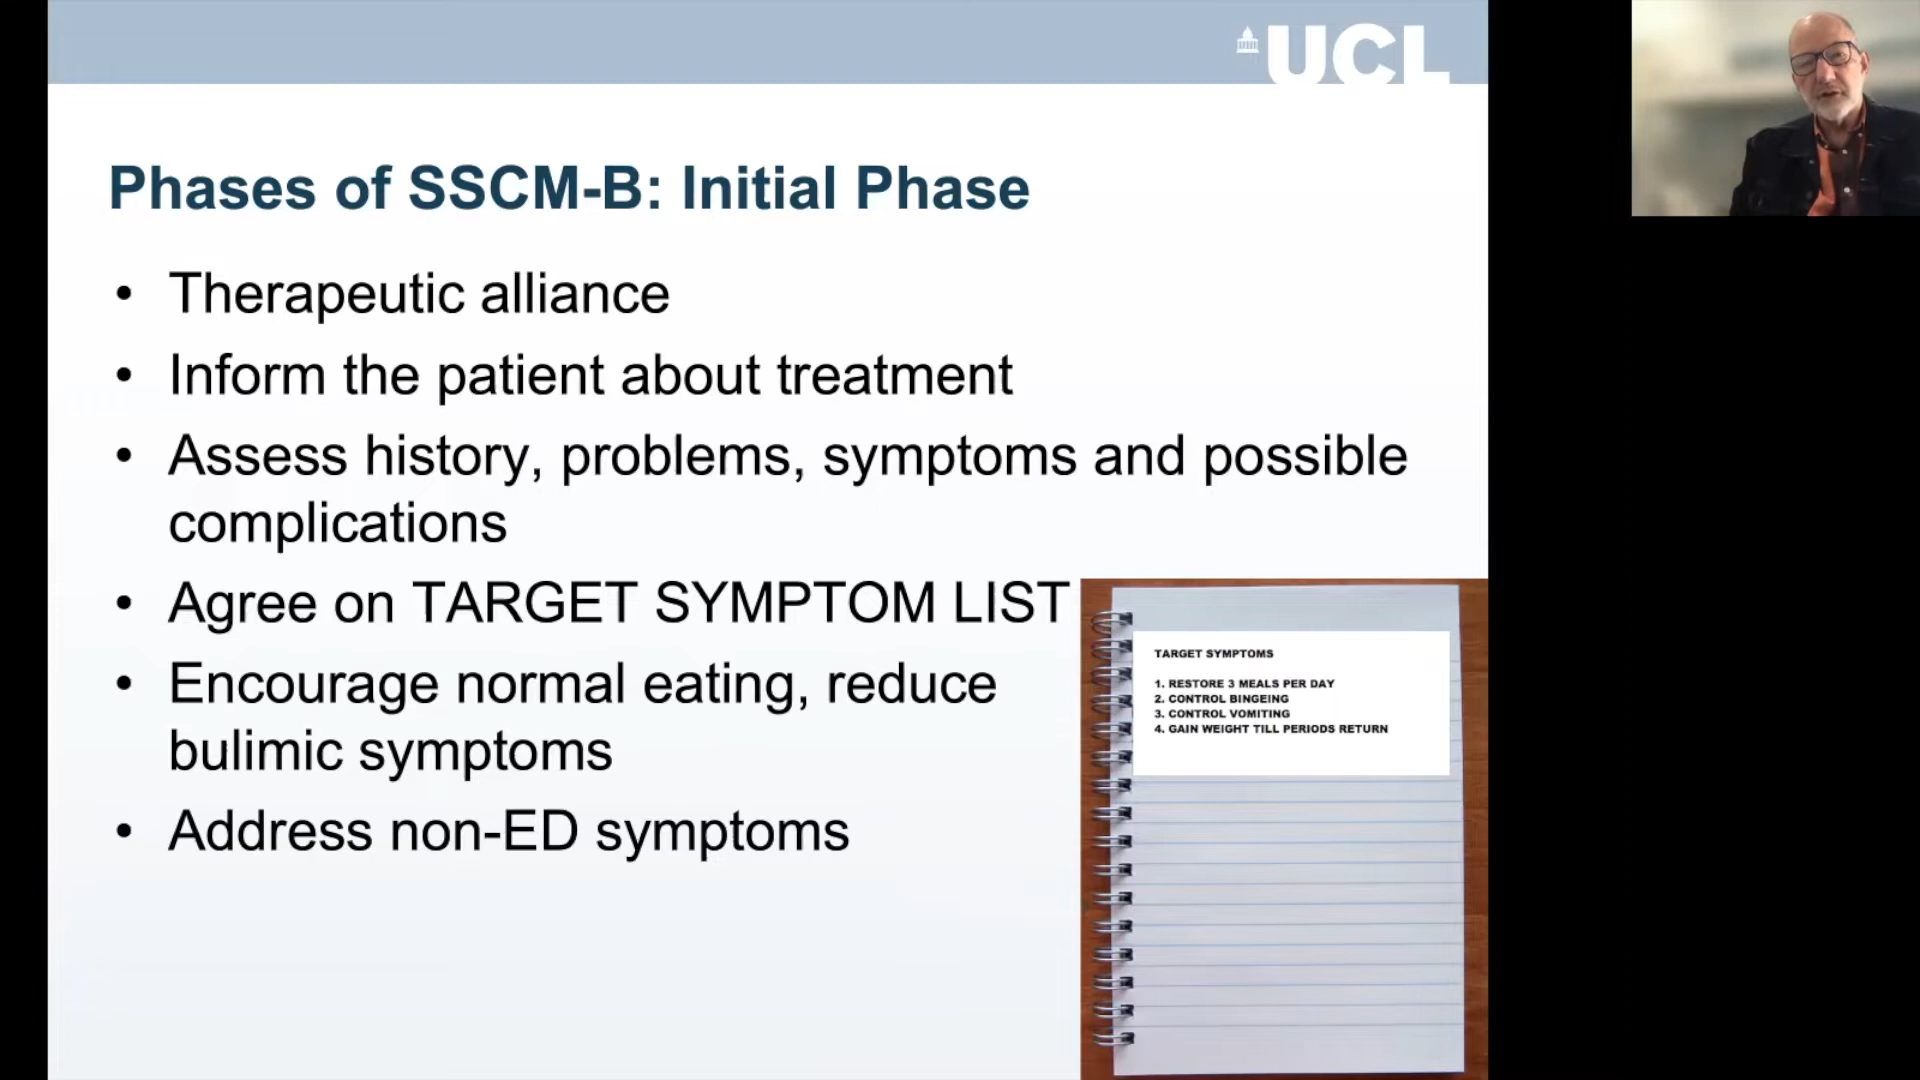 UCL
Phases of SSCM-B: Initial Phase
• Therapeutic alliance
• Inform the patient about treatment
• Assess history, problems, symptoms and possible
complications
• Agree on TARGET SYMPTOM LIST
• Encourage normal eating, reduce
bulimic symptoms
• Address non-ED symptoms
TARGET SYMPTOMS
1. RESTORE 3 MEALS PER DAY
2. CONTROL BINGEING
3. CONTROL VOMITING
4. GAIN WEIGHT TILL PERIODS RETURN